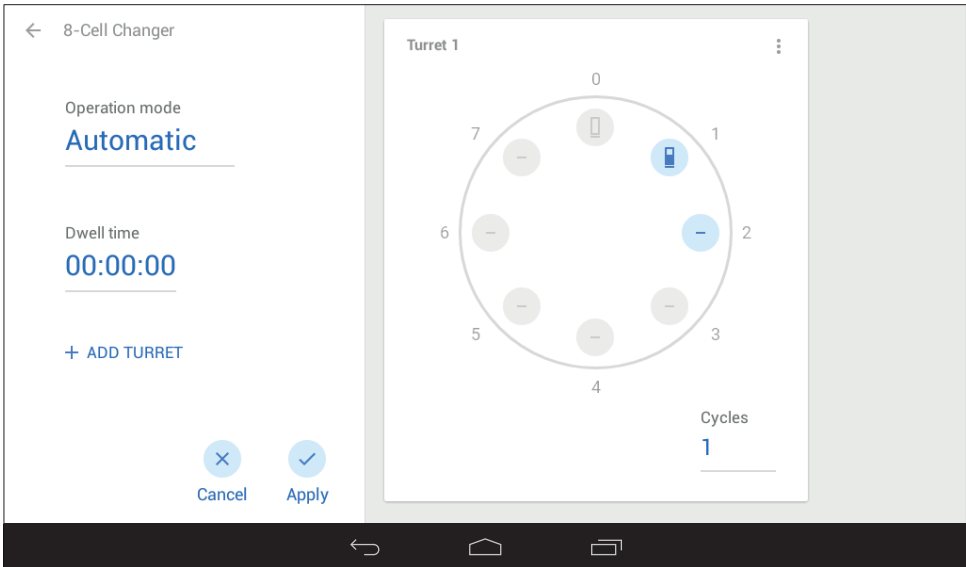 8-Cell Changer
Operation mode
Automatic
Dwell time
00:00:00
+ ADD TURRET
Cancel
Apply
Turret 1
0
1
2
3
4
5
6
7
Cycles
1